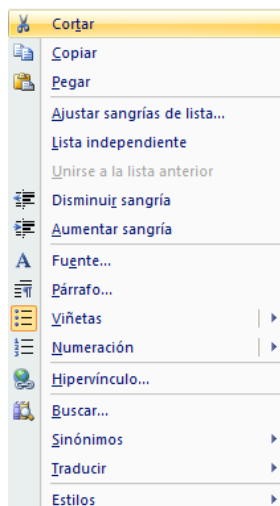 Cortar
Copiar
Pegar
Ajustar sangrías de lista...
Lista independiente
Unirse a la lista anterior
Disminuir sangría
Aumentar sangría
Fuente...
Párrafo...
Viñetas
Numeración
Hipervínculo...
Buscar...
Sinónimos
Traducir
Estilos